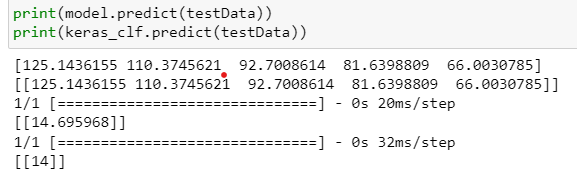 print(model.predict(testData))
print(keras_clf.predict(testData))
[125.1436155 110.3745621  92.7008614  81.6398809  66.0030785]
[[125.1436155 110.3745621  92.7008614  81.6398809  66.0030785]]
1/1 [==============================] - 0s 20ms/step
[[14.695968]]
1/1 [==============================] - 0s 32ms/step
[[14]]